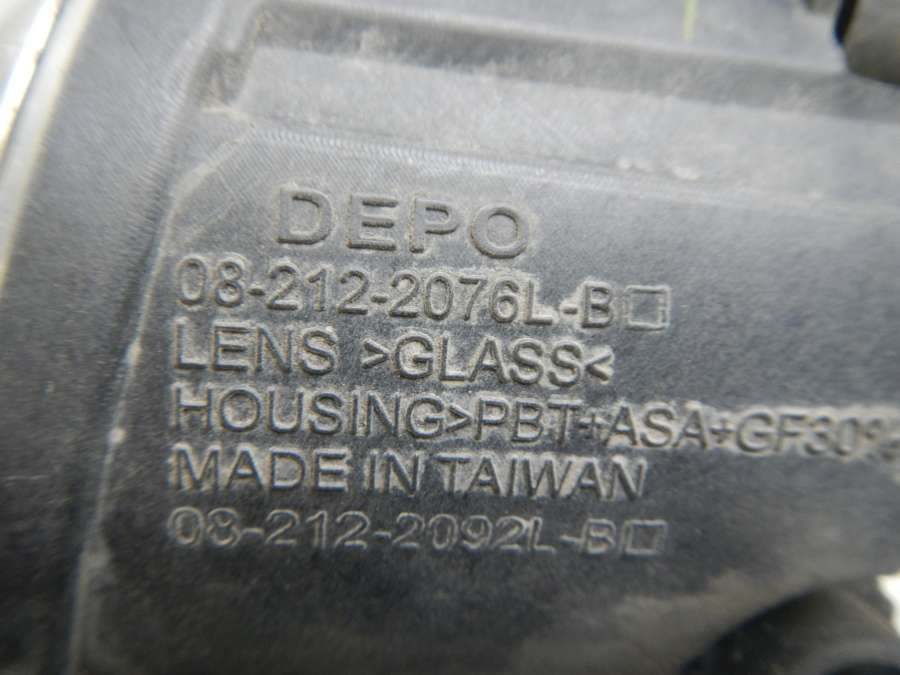 DEPO
08-212-2076L-B□
LENS >GLASS<
HOUSING>PBT+ASA+GF30%
MADE IN TAIWAN
08-212-2092L-B□